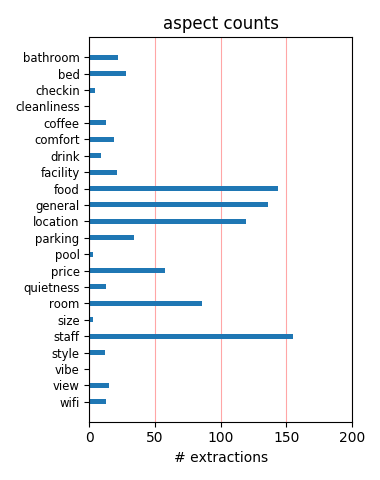 aspect counts
bathroom
bed
checkin
cleanliness
coffee
comfort
drink
facility
food
general
location
parking
pool
price
quietness
room
size
staff
style
vibe
view
wifi
0 50 100 150 200
# extractions